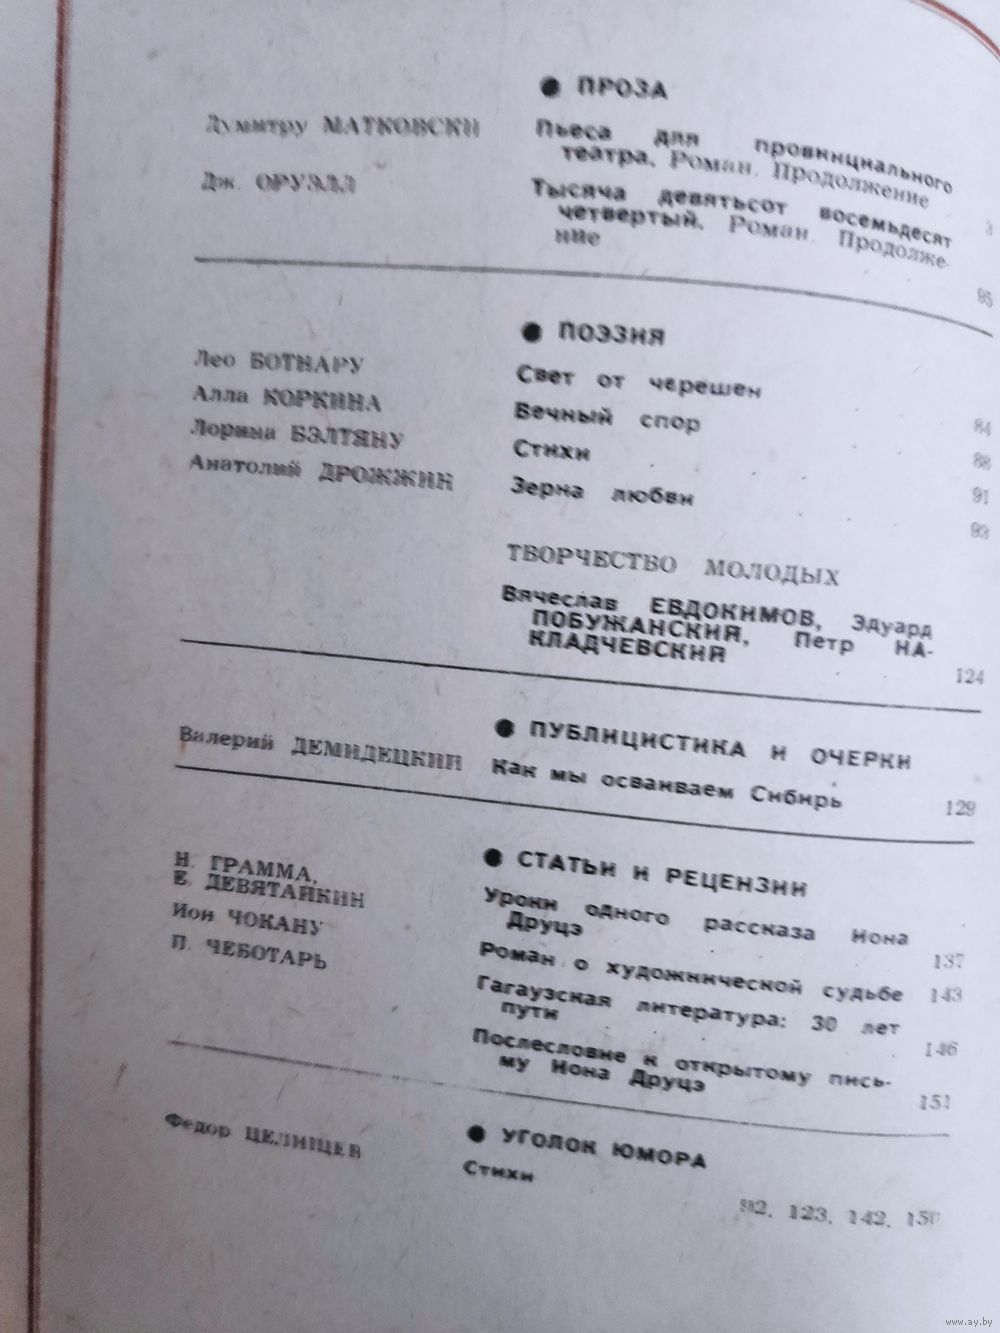 ● ПРОЗА
Думитру МАТКОВСКИ Пьеса для провинциального
театра. Роман. Продолжение 3
Дж. ОРУЭЛЛ Тысяча девятьсот восемьдесят
четвертый. Роман. Продолже-
ние 95
● ПОЭЗИЯ
Лео БОТНАРУ Свет от черешен 84
Алла КОРКИНА Вечный спор 88
Лорина БЭЛТЯНУ Стихи 91
Анатолий ДРОЖЖИН Зерна любви 93
ТВОРЧЕСТВО МОЛОДЫХ
Вячеслав ЕВДОКИМОВ, Эдуард
ПОБУЖАНСКИЙ, Петр НА-
КЛАДЧЕВСКИЙ 124
● ПУБЛИЦИСТИКА И ОЧЕРКИ
Валерий ДЕМИДЕЦКИЙ Как мы осваиваем Сибирь 129
● СТАТЬИ И РЕЦЕНЗИИ
Н. ГРАММА,
Е. ДЕВЯТАЙКИН Уроки одного рассказа Иона
Друцэ 137
Ион ЧОКАНУ Роман о художнической судьбе 143
П. ЧЕБОТАРЬ Гагаузская литература: 30 лет
пути 146
Послесловие к открытому пись-
му Иона Друцэ 151
● УГОЛОК ЮМОРА
Федор ЦЕЛИЩЕВ Стихи
92, 123, 142, 150
www.ay.by